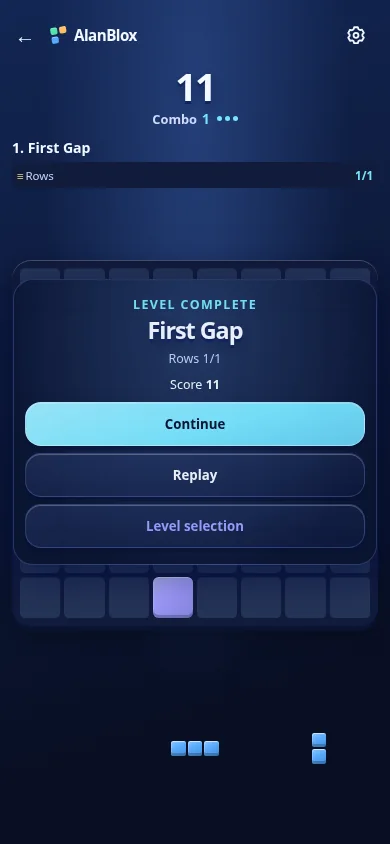 ← AlanBlox
11
Combo 1
1. First Gap
Rows 1/1
LEVEL COMPLETE
First Gap
Rows 1/1
Score 11
Continue
Replay
Level selection